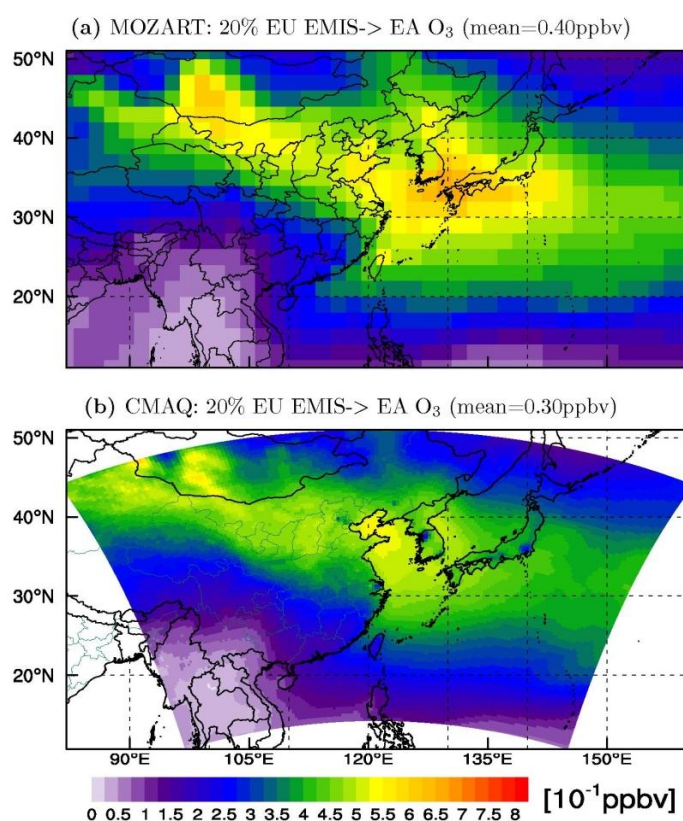 (a) MOZART: 20% EU EMIS-> EA O₃ (mean=0.40ppbv)
50°N
40°N
30°N
20°N
(b) CMAQ: 20% EU EMIS-> EA O₃ (mean=0.30ppbv)
50°N
40°N
30°N
20°N
90°E 105°E 120°E 135°E 150°E
0 0.5 1 1.5 2 2.5 3 3.5 4 4.5 5 5.5 6 6.5 7 7.5 8 [10⁻¹ ppbv]